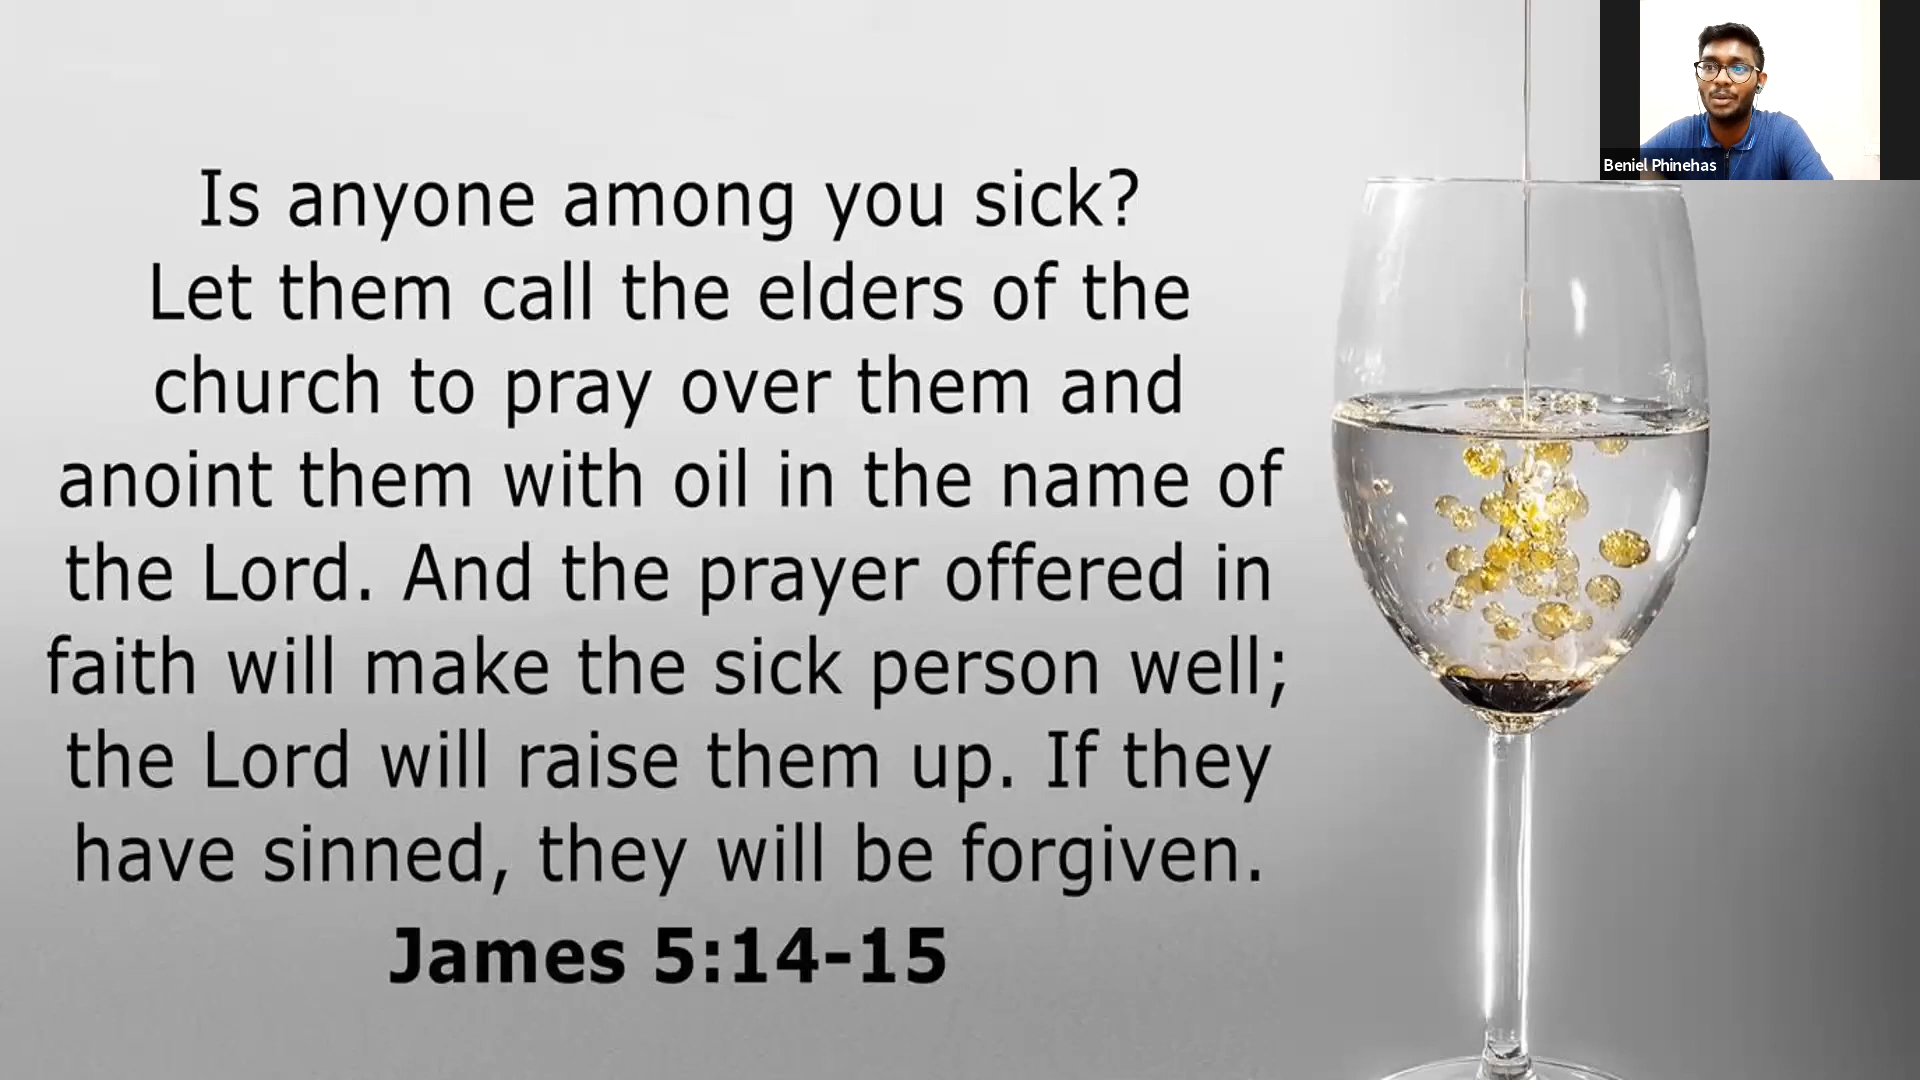 Beniel Phinehas
Is anyone among you sick?
Let them call the elders of the
church to pray over them and
anoint them with oil in the name of
the Lord. And the prayer offered in
faith will make the sick person well;
the Lord will raise them up. If they
have sinned, they will be forgiven.
James 5:14-15